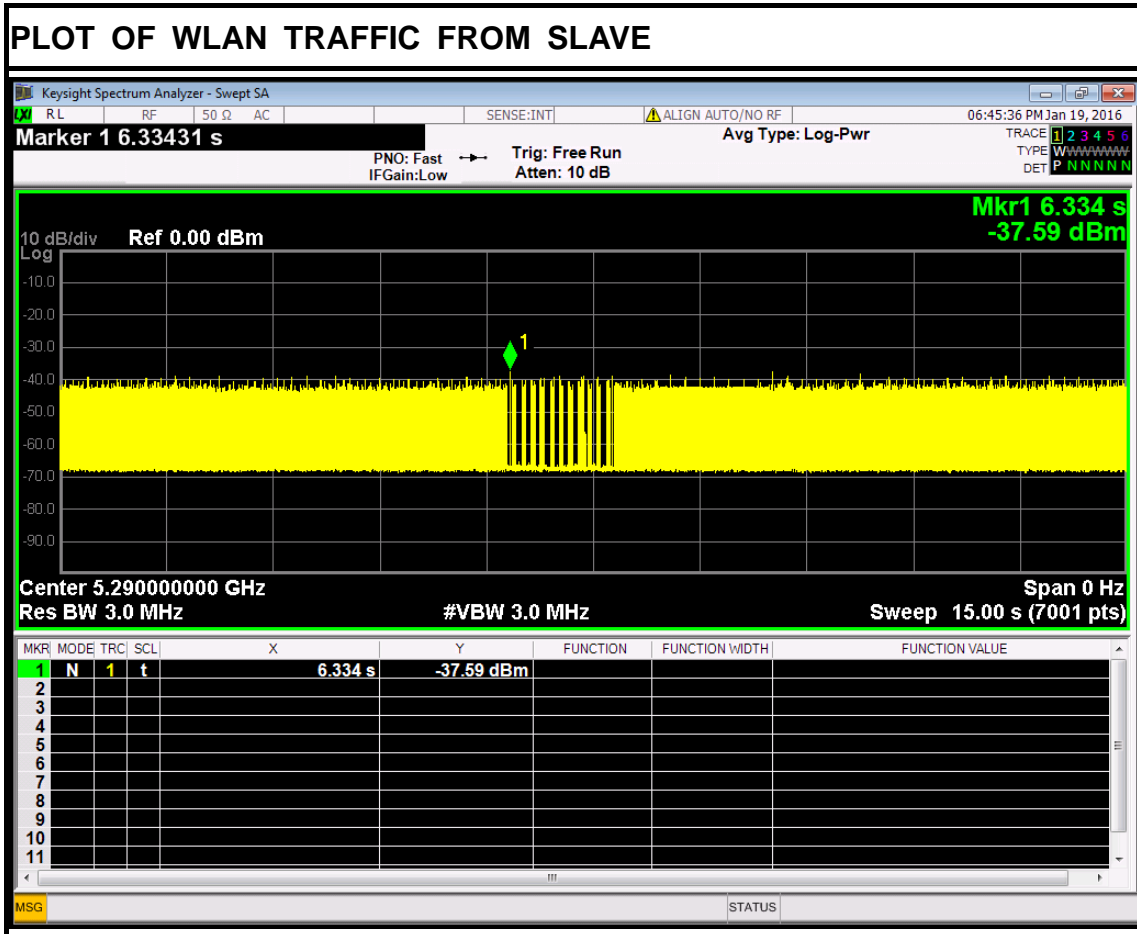 PLOT OF WLAN TRAFFIC FROM SLAVE
Keysight Spectrum Analyzer - Swept SA
LXI RL RF 50 Ω AC SENSE:INT ALIGN AUTO/NO RF 06:45:36 PM Jan 19, 2016
Marker 1 6.33431 s
PNO: Fast
IFGain:Low
Trig: Free Run
Atten: 10 dB
Avg Type: Log-Pwr
TRACE 1 2 3 4 5 6
TYPE WWWWWWW
DET P N N N N N
Mkr1 6.334 s
-37.59 dBm
10 dB/div Ref 0.00 dBm
Log
-10.0
-20.0
-30.0
-40.0
-50.0
-60.0
-70.0
-80.0
-90.0
1
Center 5.290000000 GHz Span 0 Hz
Res BW 3.0 MHz #VBW 3.0 MHz Sweep 15.00 s (7001 pts)
MKR MODE TRC SCL X Y FUNCTION FUNCTION WIDTH FUNCTION VALUE
1 N 1 t 6.334 s -37.59 dBm
2
3
4
5
6
7
8
9
10
11
MSG STATUS